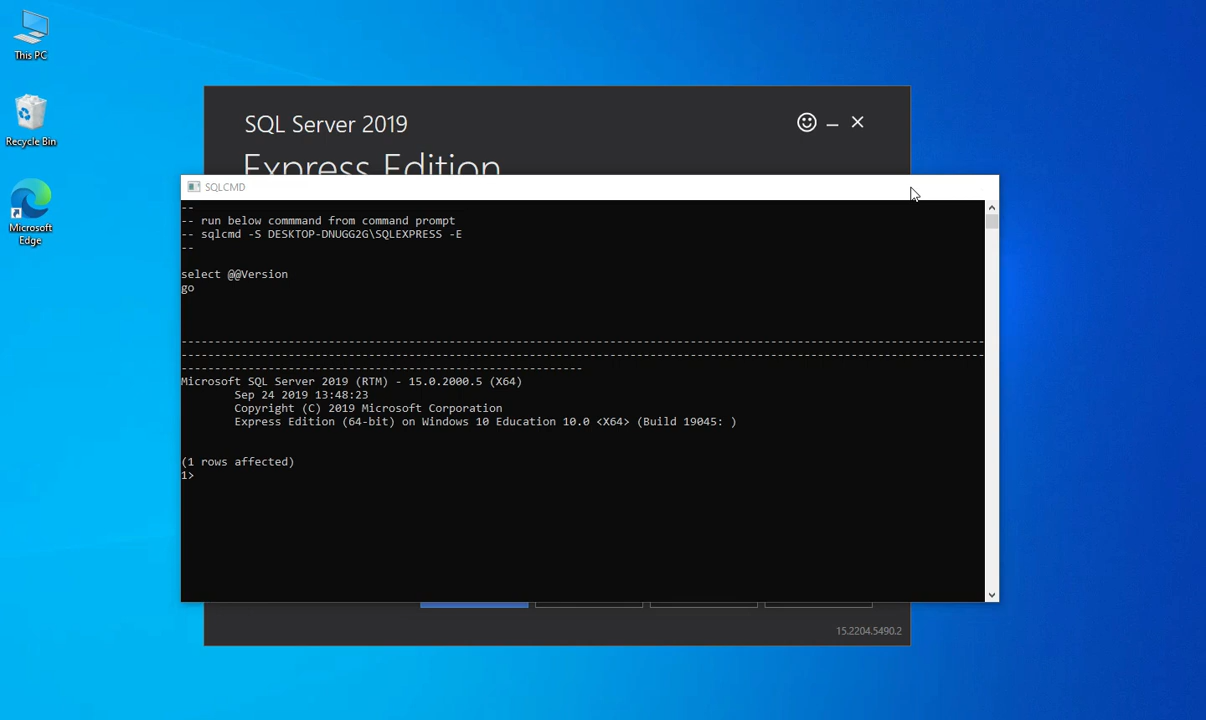 This PC
Recycle Bin
Microsoft
Edge
SQL Server 2019
Express Edition
SQLCMD
--
-- run below commmand from command prompt
-- sqlcmd -S DESKTOP-DNUGG2G\SQLEXPRESS -E
--
select @@Version
go
------------------------------------------------------------------------------------------------------------------------
------------------------------------------------------------------------------------------------------------------------
------------------------------------------------------------
Microsoft SQL Server 2019 (RTM) - 15.0.2000.5 (X64)
Sep 24 2019 13:48:23
Copyright (C) 2019 Microsoft Corporation
Express Edition (64-bit) on Windows 10 Education 10.0 <X64> (Build 19045: )
(1 rows affected)
1>
15.2204.5490.2